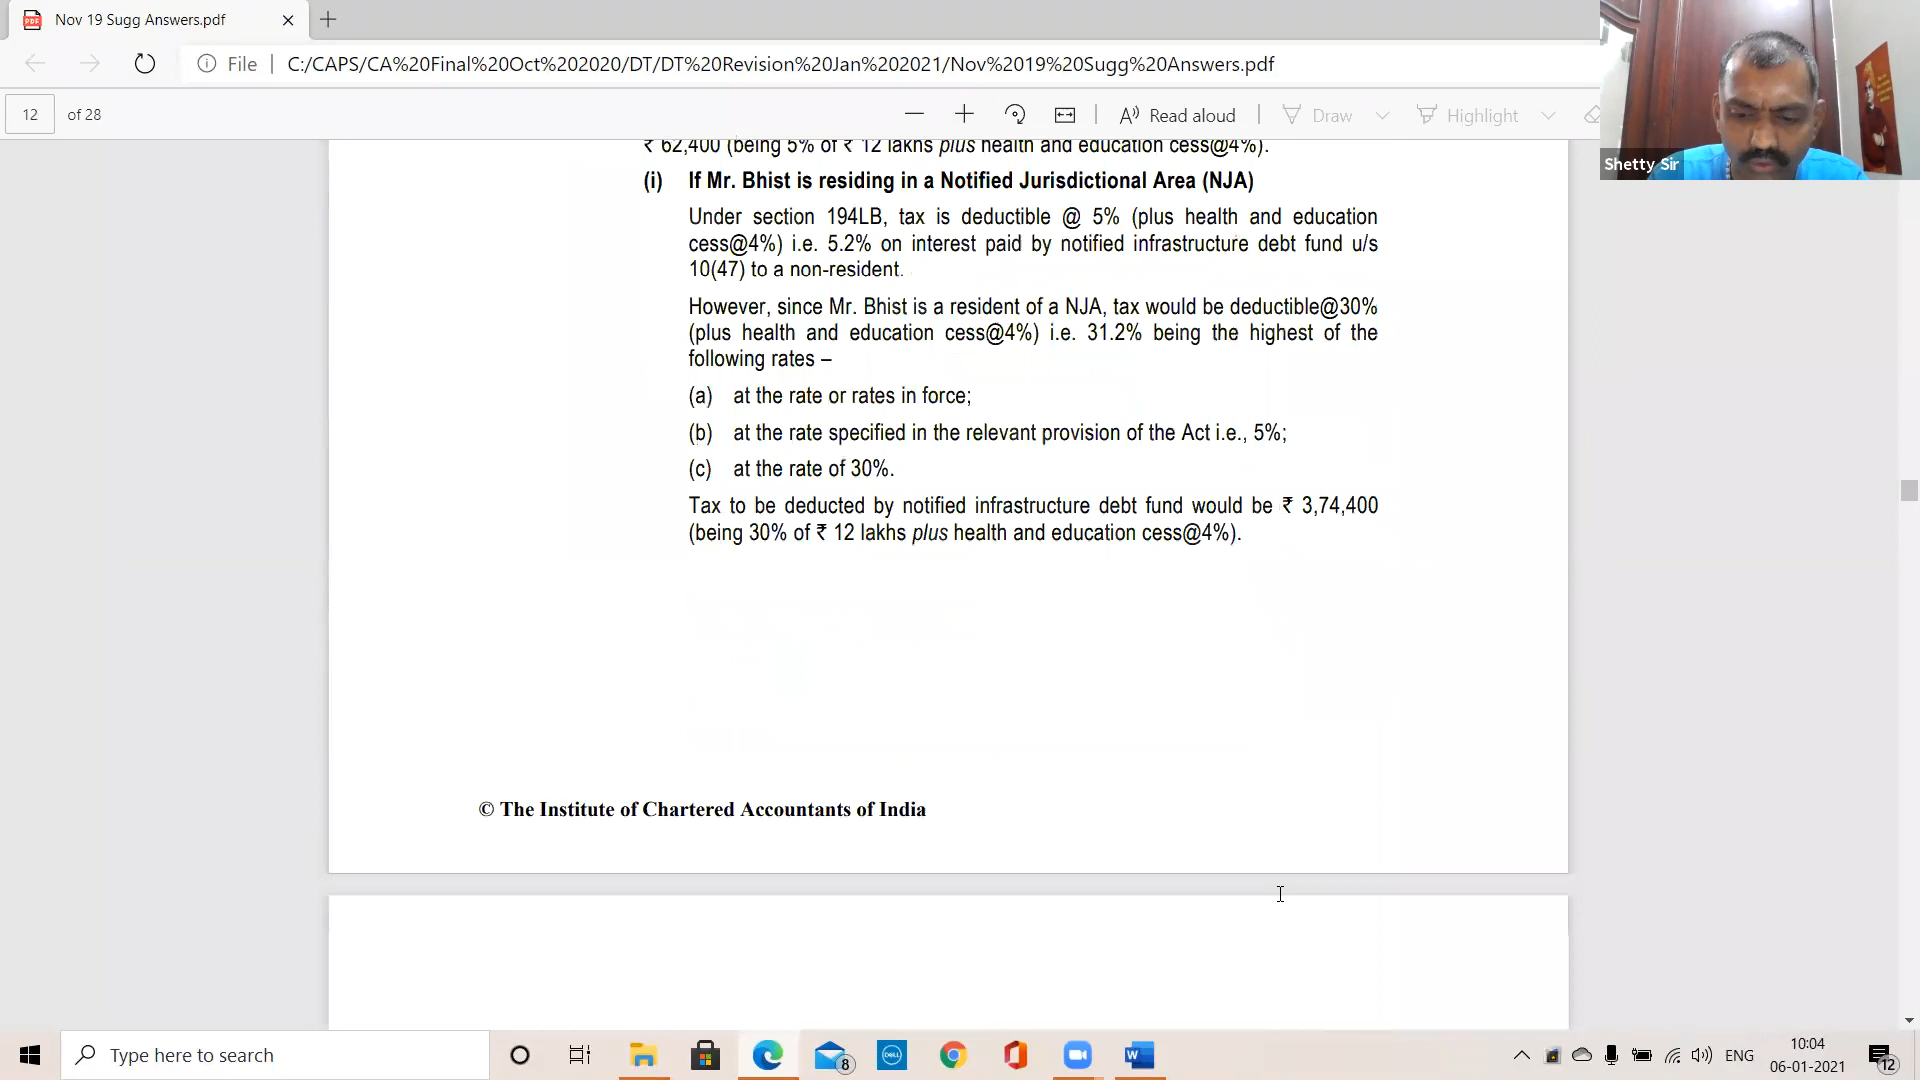 Nov 19 Sugg Answers.pdf
File
C:/CAPS/CA%20Final%20Oct%202020/DT/DT%20Revision%20Jan%202021/Nov%2019%20Sugg%20Answers.pdf
12 of 28
Read aloud
Draw
Highlight
Shetty Sir
₹ 62,400 (being 5% of ₹ 12 lakhs plus health and education cess@4%).
(i) If Mr. Bhist is residing in a Notified Jurisdictional Area (NJA)
Under section 194LB, tax is deductible @ 5% (plus health and education
cess@4%) i.e. 5.2% on interest paid by notified infrastructure debt fund u/s
10(47) to a non-resident.
However, since Mr. Bhist is a resident of a NJA, tax would be deductible@30%
(plus health and education cess@4%) i.e. 31.2% being the highest of the
following rates –
(a) at the rate or rates in force;
(b) at the rate specified in the relevant provision of the Act i.e., 5%;
(c) at the rate of 30%.
Tax to be deducted by notified infrastructure debt fund would be ₹ 3,74,400
(being 30% of ₹ 12 lakhs plus health and education cess@4%).
© The Institute of Chartered Accountants of India
Type here to search
8
DELL
ENG
10:04
06-01-2021
12